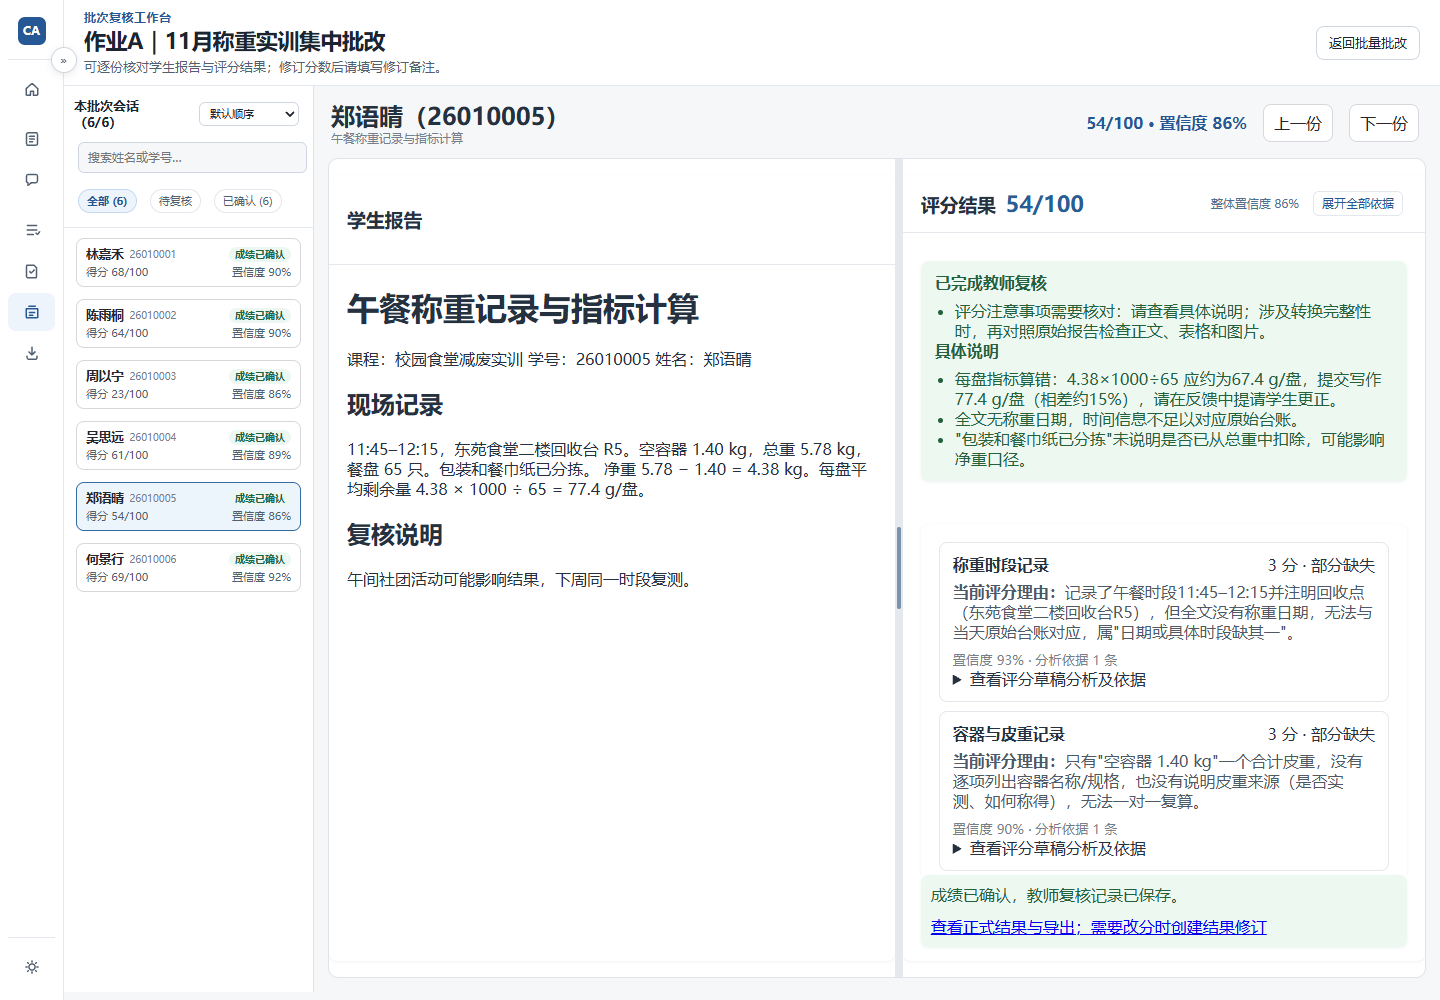 CA
批次复核工作台
作业A｜11月称重实训集中批改
可逐份核对学生报告与评分结果；修订分数后请填写修订备注。
返回批量批改
»
本批次会话
（6/6）
默认顺序
搜索姓名或学号...
全部 (6)
待复核
已确认 (6)
林嘉禾 26010001 成绩已确认
得分 68/100 置信度 90%
陈雨桐 26010002 成绩已确认
得分 64/100 置信度 90%
周以宁 26010003 成绩已确认
得分 23/100 置信度 86%
吴思远 26010004 成绩已确认
得分 61/100 置信度 89%
郑语晴 26010005 成绩已确认
得分 54/100 置信度 86%
何景行 26010006 成绩已确认
得分 69/100 置信度 92%
郑语晴（26010005）
午餐称重记录与指标计算
54/100 • 置信度 86%
上一份
下一份
学生报告
午餐称重记录与指标计算
课程：校园食堂减废实训 学号：26010005 姓名：郑语晴
现场记录
11:45–12:15，东苑食堂二楼回收台 R5。空容器 1.40 kg，总重 5.78 kg，
餐盘 65 只。包装和餐巾纸已分拣。 净重 5.78 − 1.40 = 4.38 kg。每盘平
均剩余量 4.38 × 1000 ÷ 65 = 77.4 g/盘。
复核说明
午间社团活动可能影响结果，下周同一时段复测。
评分结果 54/100
整体置信度 86%
展开全部依据
已完成教师复核
• 评分注意事项需要核对：请查看具体说明；涉及转换完整性
时，再对照原始报告检查正文、表格和图片。
具体说明
• 每盘指标算错：4.38×1000÷65 应约为67.4 g/盘，提交写作
77.4 g/盘（相差约15%），请在反馈中提请学生更正。
• 全文无称重日期，时间信息不足以对应原始台账。
• "包装和餐巾纸已分拣"未说明是否已从总重中扣除，可能影响
净重口径。
称重时段记录 3 分 · 部分缺失
当前评分理由：记录了午餐时段11:45–12:15并注明回收点
（东苑食堂二楼回收台R5），但全文没有称重日期，无法与
当天原始台账对应，属"日期或具体时段缺其一"。
置信度 93% · 分析依据 1 条
▶ 查看评分草稿分析及依据
容器与皮重记录 3 分 · 部分缺失
当前评分理由：只有"空容器 1.40 kg"一个合计皮重，没有
逐项列出容器名称/规格，也没有说明皮重来源（是否实
测、如何称得），无法一对一复算。
置信度 90% · 分析依据 1 条
▶ 查看评分草稿分析及依据
成绩已确认，教师复核记录已保存。
查看正式结果与导出；需要改分时创建结果修订